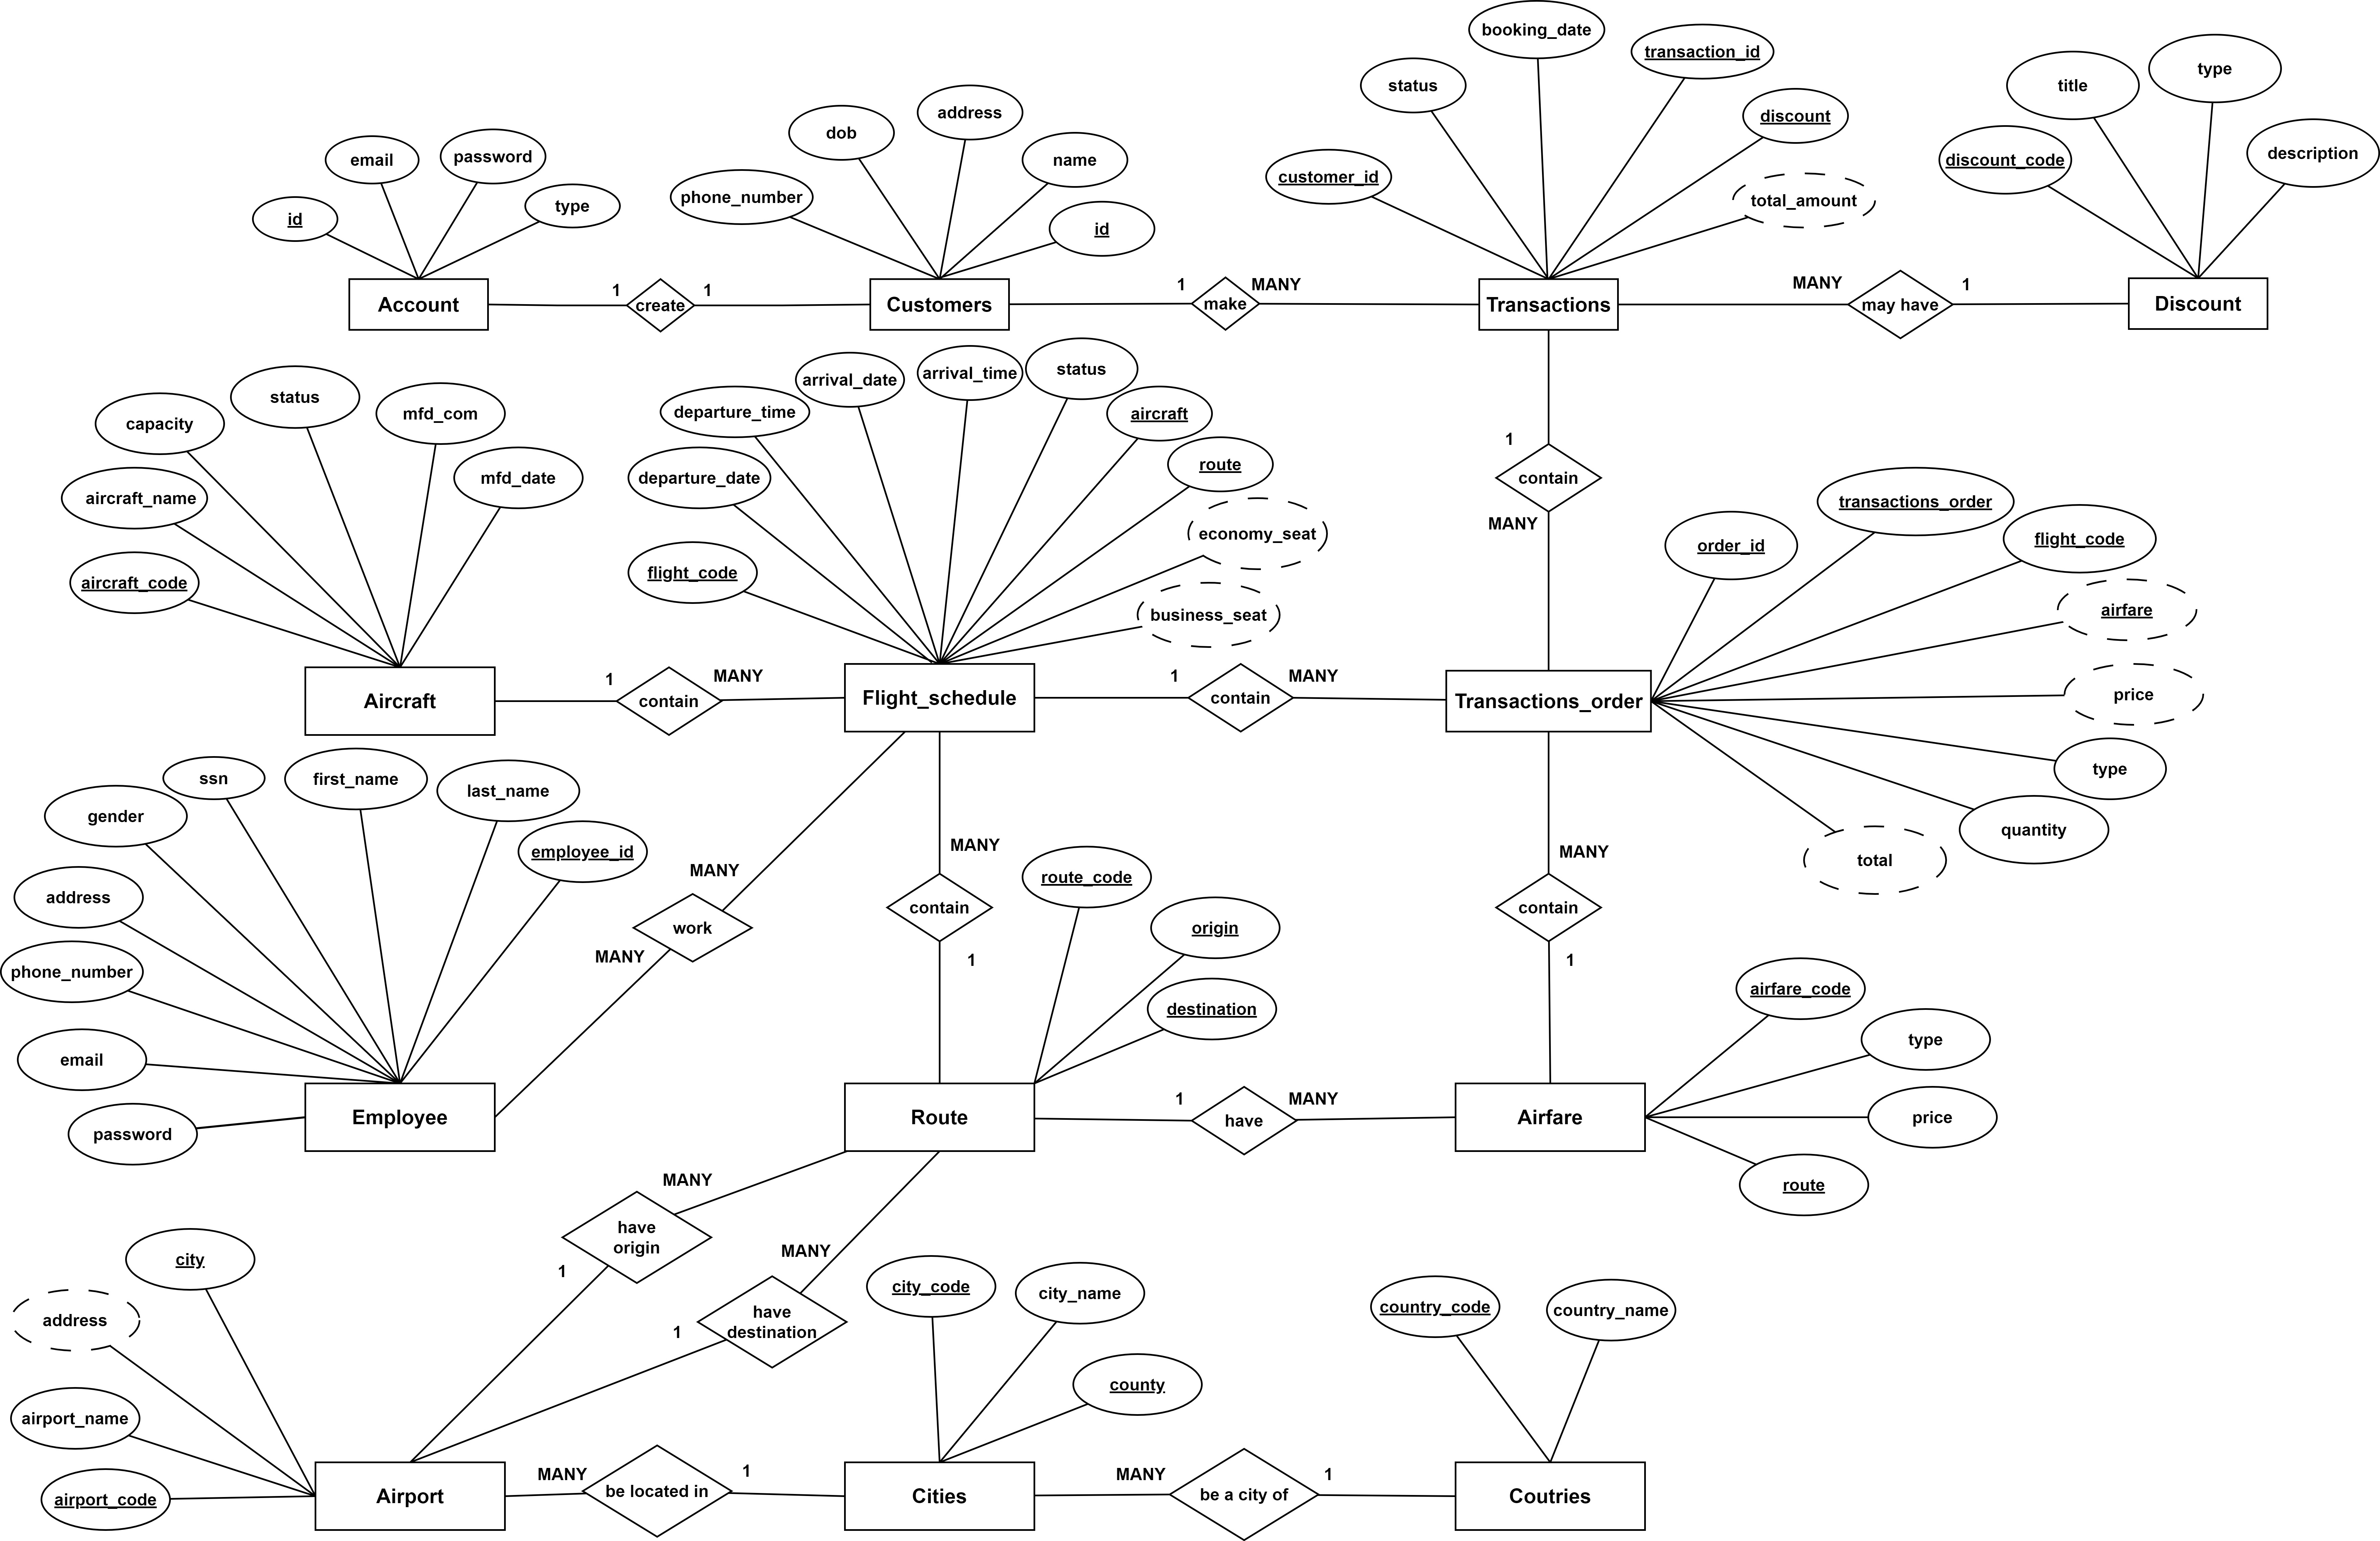 booking_date
transaction_id
status
discount
customer_id
total_amount
title
type
discount_code
description
address
dob
name
phone_number
id
email
password
id
type
Account
1
create
1
Customers
1
make
MANY
Transactions
MANY
may have
1
Discount
capacity
status
mfd_com
aircraft_name
mfd_date
aircraft_code
arrival_date
arrival_time
status
departure_time
aircraft
departure_date
route
economy_seat
flight_code
business_seat
1
contain
MANY
order_id
transactions_order
flight_code
airfare
price
type
quantity
total
Aircraft
1
contain
MANY
Flight_schedule
1
contain
MANY
Transactions_order
ssn
first_name
last_name
gender
employee_id
address
phone_number
email
password
Employee
MANY
work
MANY
MANY
contain
1
route_code
origin
destination
MANY
contain
1
airfare_code
type
price
route
Route
1
have
MANY
Airfare
MANY
have
origin
1
MANY
have
destination
1
city
address
airport_name
airport_code
city_code
city_name
county
country_code
country_name
Airport
MANY
be located in
1
Cities
MANY
be a city of
1
Coutries